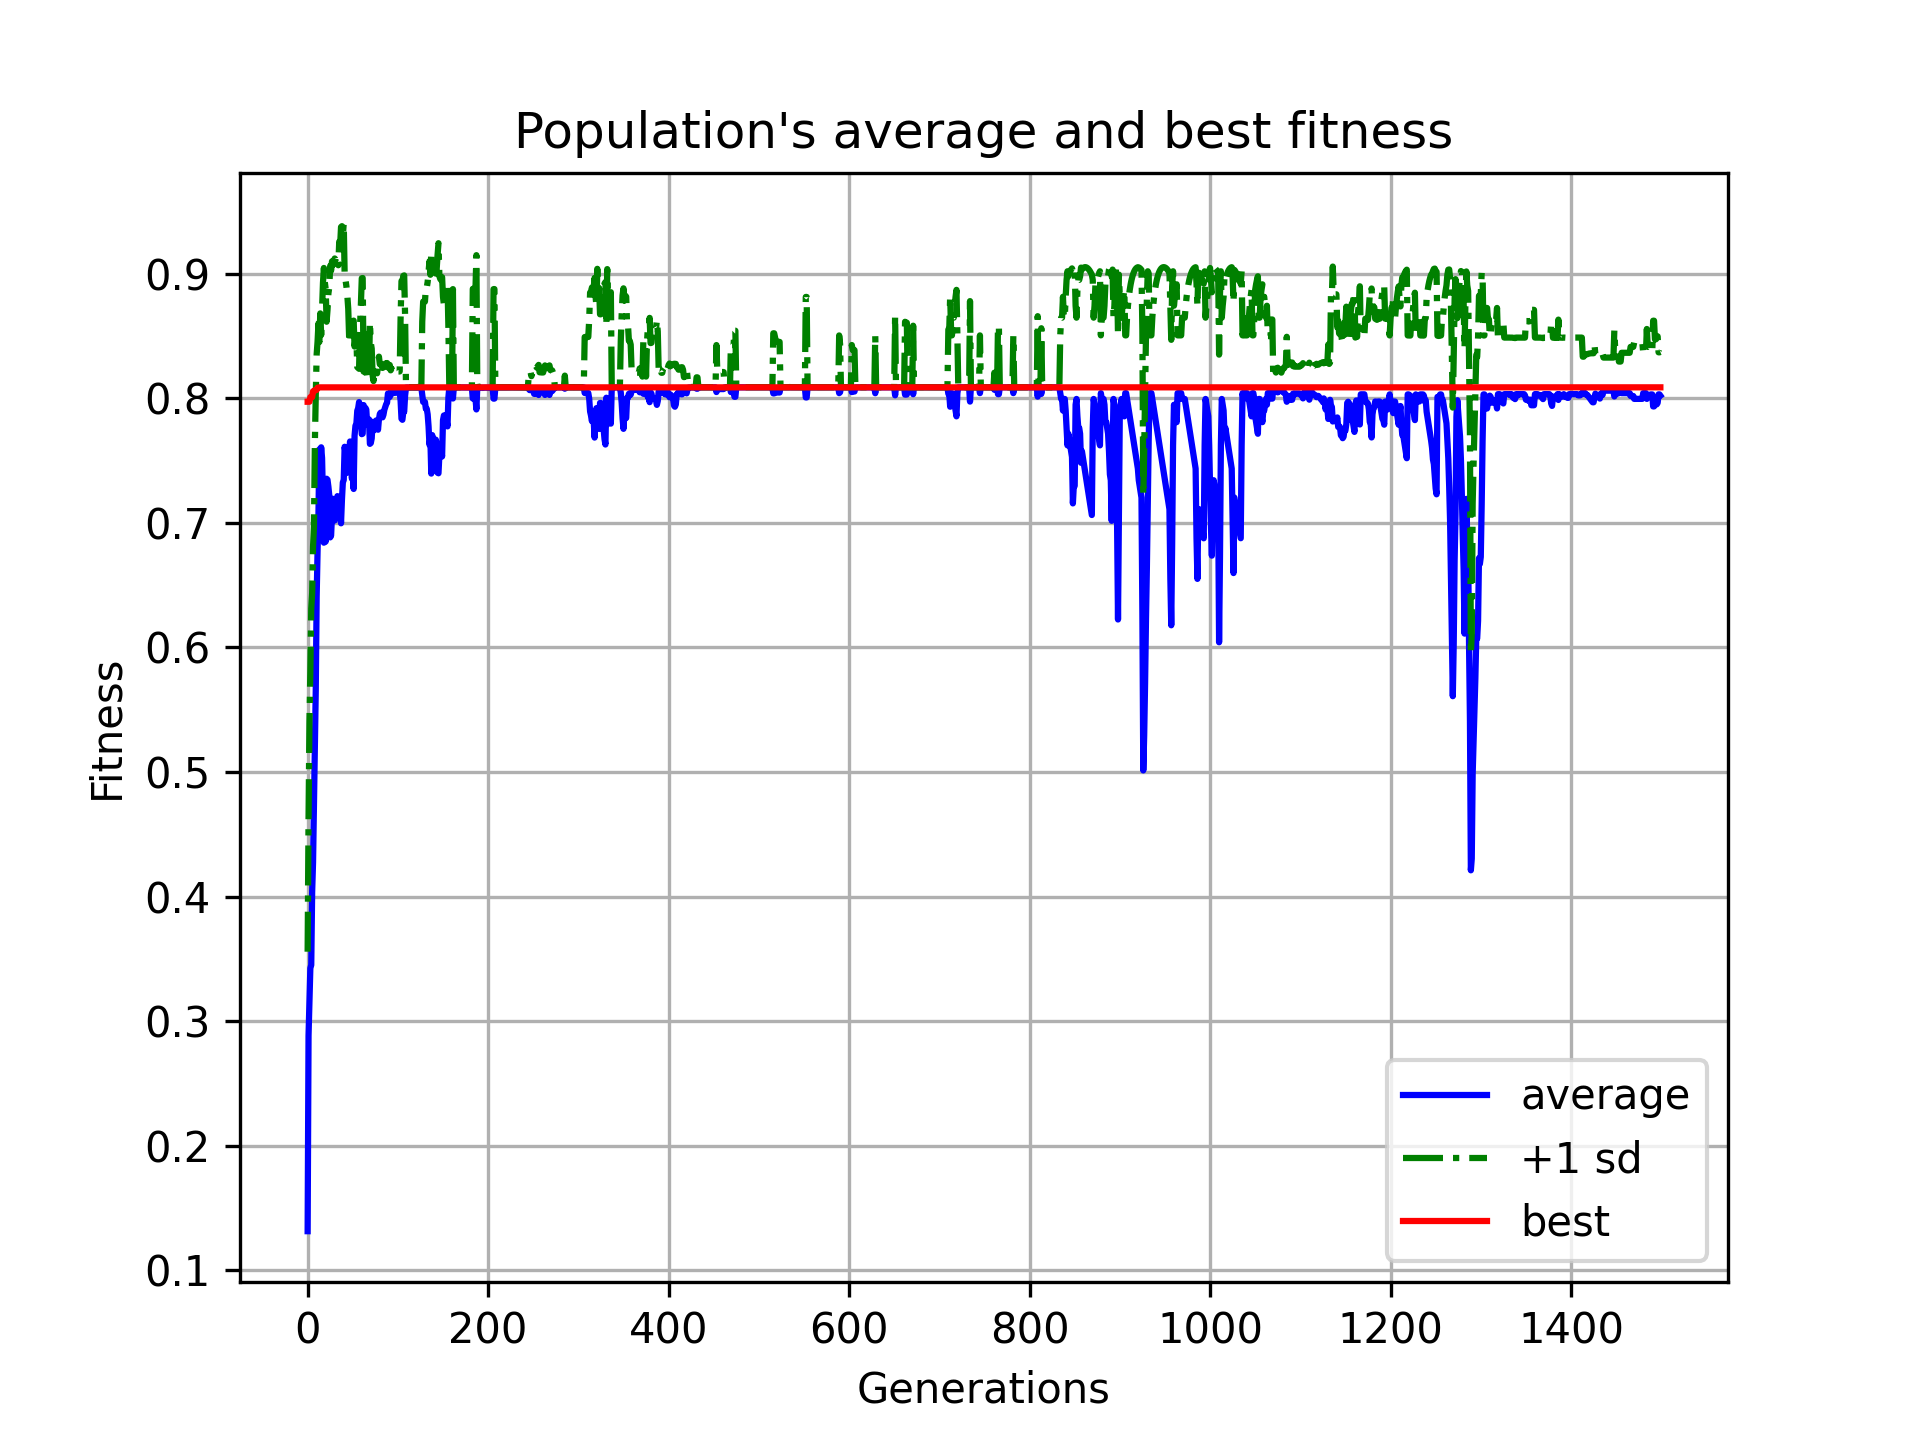 Population's average and best fitness
Fitness
0.9
0.8
0.7
0.6
0.5
0.4
0.3
0.2
0.1
0 200 400 600 800 1000 1200 1400
Generations
average
+1 sd
best